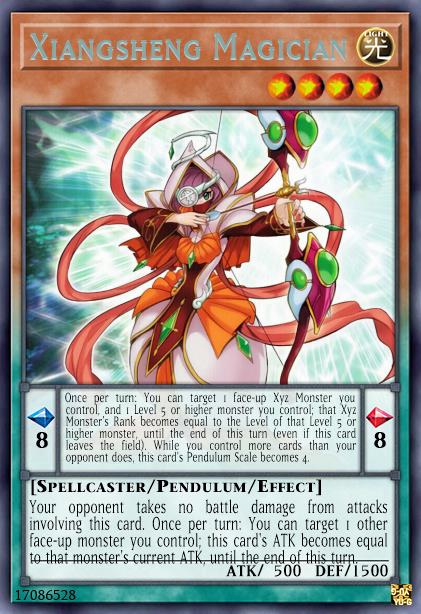 Xiangsheng Magician
LIGHT
光
Once per turn: You can target 1 face-up Xyz Monster you
control, and 1 Level 5 or higher monster you control; that Xyz
Monster's Rank becomes equal to the Level of that Level 5 or
higher monster, until the end of this turn (even if this card
leaves the field). While you control more cards than your
opponent does, this card's Pendulum Scale becomes 4.
8
8
[Spellcaster/Pendulum/Effect]
Your opponent takes no battle damage from attacks
involving this card. Once per turn: You can target 1 other
face-up monster you control; this card's ATK becomes equal
to that monster's current ATK, until the end of this turn.
ATK/ 500 DEF/1500
17086528